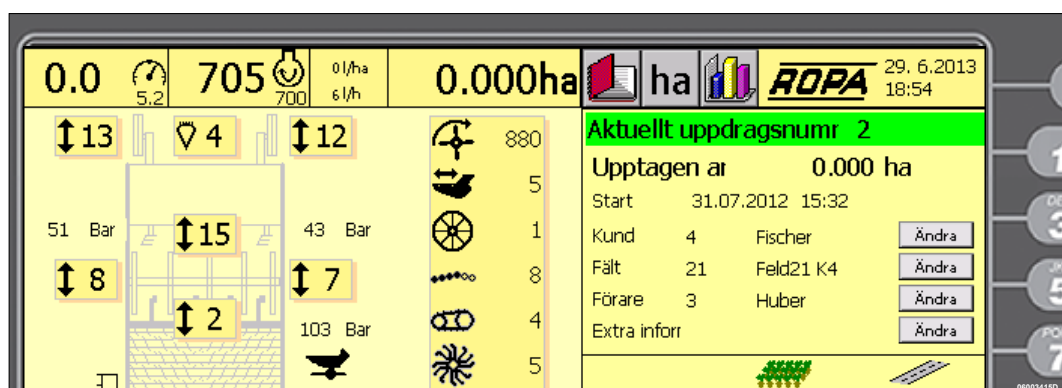 0.0 5.2 705 700 0 l/ha 6 l/h 0.000ha ha ROPA 29. 6.2013 18:54
13 4 12 880
5
51 Bar 15 43 Bar 1
8 7 8
2 103 Bar 4
5
Aktuellt uppdragsnumr 2
Upptagen ar 0.000 ha
Start 31.07.2012 15:32
Kund 4 Fischer Ändra
Fält 21 Feld21 K4 Ändra
Förare 3 Huber Ändra
Extra inforr Ändra